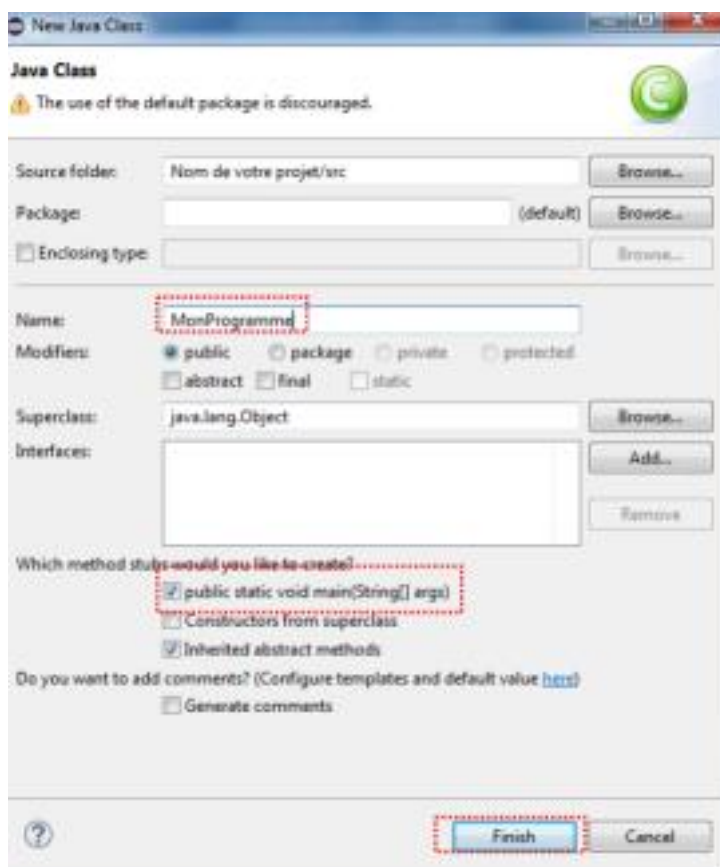 New Java Class
Java Class
The use of the default package is discouraged.
Source folder: Nom de votre projet/src Browse...
Package: (default) Browse...
Enclosing type: Browse...
Name: MonProgramme
Modifiers: public package private protected
abstract final static
Superclass: java.lang.Object Browse...
Interfaces: Add...
Remove
Which method stubs would you like to create?
public static void main(String[] args)
Constructors from superclass
Inherited abstract methods
Do you want to add comments? (Configure templates and default value here)
Generate comments
? Finish Cancel